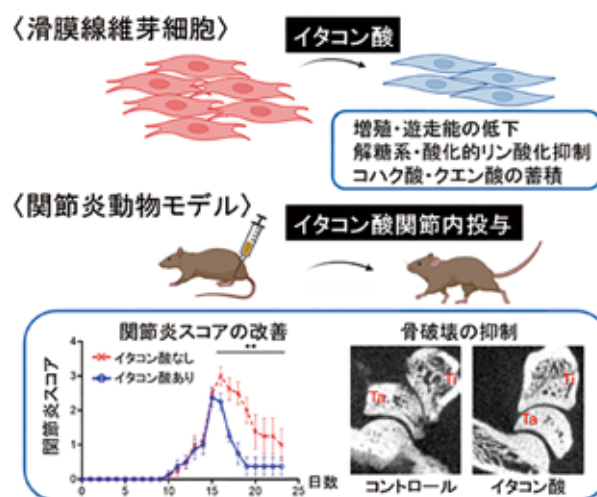 〈滑膜線維芽細胞〉
イタコン酸
増殖・遊走能の低下
解糖系・酸化的リン酸化抑制
コハク酸・クエン酸の蓄積
〈関節炎動物モデル〉
イタコン酸関節内投与
関節炎スコアの改善
イタコン酸なし
イタコン酸あり
**
関節炎スコア
4
3
2
1
0
0 5 10 15 20 25 日数
骨破壊の抑制
Ta Ti
Ta Ti
コントロール イタコン酸